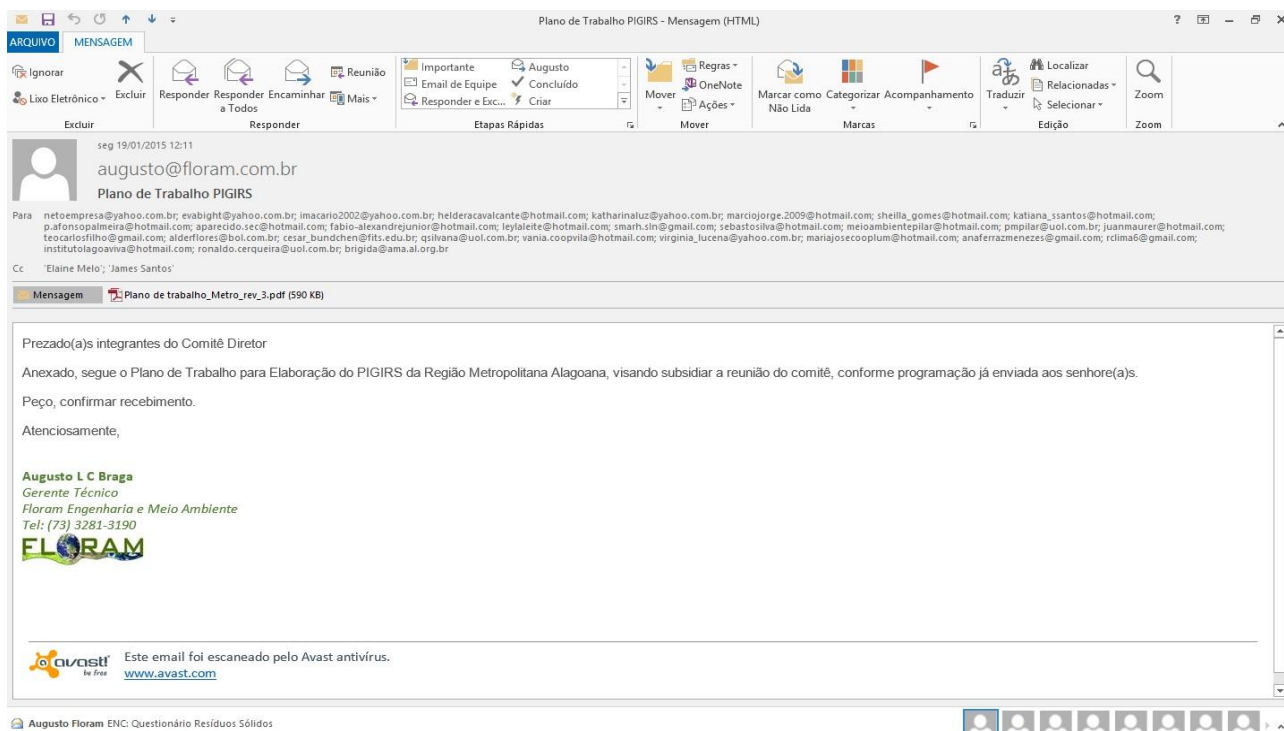 Plano de Trabalho PIGIRS - Mensagem (HTML)
ARQUIVO MENSAGEM
Ignorar
Lixo Eletrônico
Excluir
Responder
Responder a Todos
Encaminhar
Reunião
Mais
Importante
Email de Equipe
Responder e Exc...
Augusto
Concluído
Criar
Mover
Regras
OneNote
Ações
Marcar como Não Lida
Categorizar
Acompanhamento
Traduzir
Localizar
Relacionadas
Selecionar
Zoom
Excluir Responder Etapas Rápidas Mover Marcas Edição Zoom
seg 19/01/2015 12:11
augusto@floram.com.br
Plano de Trabalho PIGIRS
Para netoempresa@yahoo.com.br; evabight@yahoo.com.br; imacario2002@yahoo.com.br; helderacavalcante@hotmail.com; katharinaluz@yahoo.com.br; marciojorge.2009@hotmail.com; sheilla_gomes@hotmail.com; katiana_ssantos@hotmail.com;
p.afonsopalmeira@hotmail.com; aparecido.sec@hotmail.com; fabio-alexandrejunior@hotmail.com; leylaleite@hotmail.com; smarh.sln@gmail.com; sebastosilva@hotmail.com; meioambientepilar@hotmail.com; pmpilar@uol.com.br; juanmaurer@hotmail.com;
teocarlosfilho@gmail.com; alderflores@bol.com.br; cesar_bundchen@fits.edu.br; qsilvana@uol.com.br; vania.coopvila@hotmail.com; virginia_lucena@yahoo.com.br; mariajosecooplum@hotmail.com; anaferrazmenezes@gmail.com; rclima6@gmail.com;
institutolagoaviva@hotmail.com; ronaldo.cerqueira@uol.com.br; brigida@ama.al.org.br
Cc 'Elaine Melo'; 'James Santos'
Mensagem Plano de trabalho_Metro_rev_3.pdf (590 KB)
Prezado(a)s integrantes do Comitê Diretor
Anexado, segue o Plano de Trabalho para Elaboração do PIGIRS da Região Metropolitana Alagoana, visando subsidiar a reunião do comitê, conforme programação já enviada aos senhore(a)s.
Peço, confirmar recebimento.
Atenciosamente,
Augusto L C Braga
Gerente Técnico
Floram Engenharia e Meio Ambiente
Tel: (73) 3281-3190
FLORAM
avast!
be free
Este email foi escaneado pelo Avast antivírus.
www.avast.com
Augusto Floram ENC: Questionário Resíduos Sólidos